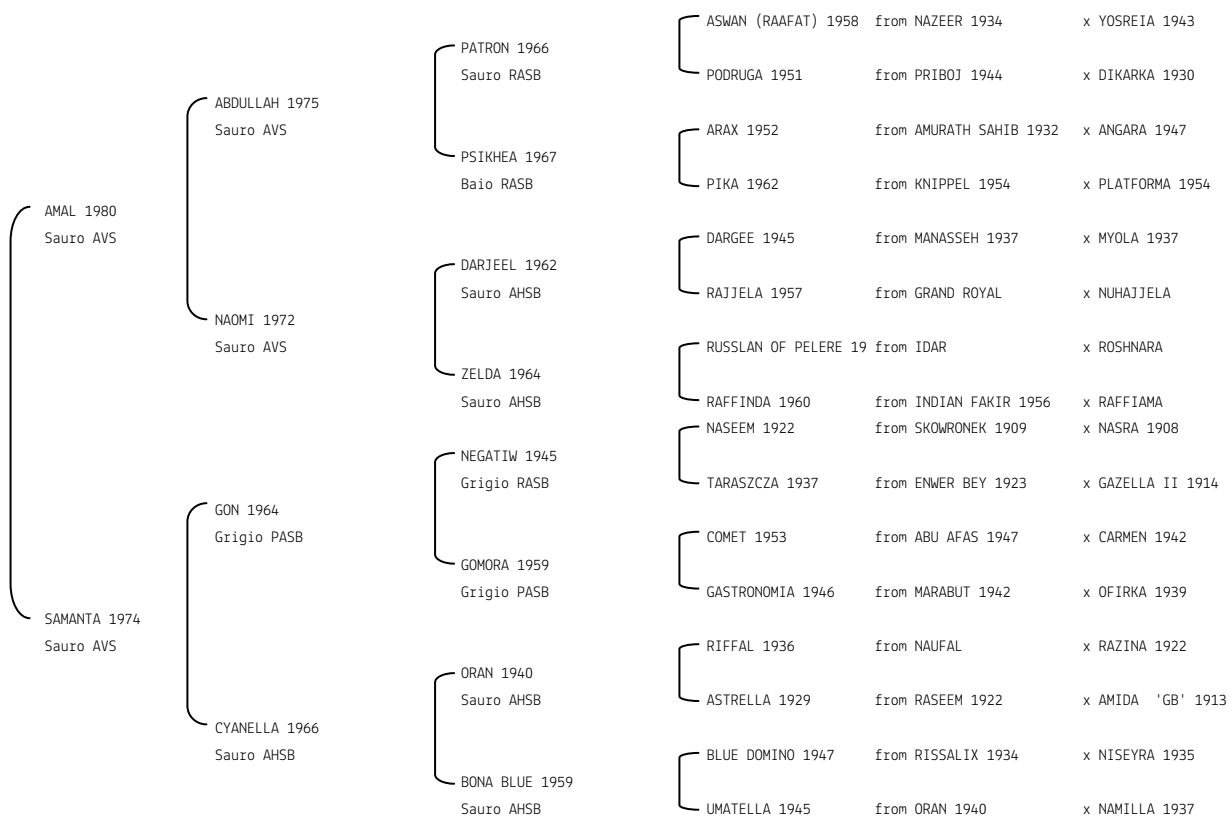 ASWAN (RAAFAT) 1958 from NAZEER 1934 x YOSREIA 1943
PATRON 1966
Sauro RASB
PODRUGA 1951 from PRIBOJ 1944 x DIKARKA 1930
ABDULLAH 1975
Sauro AVS
ARAX 1952 from AMURATH SAHIB 1932 x ANGARA 1947
PSIKHEA 1967
Baio RASB
PIKA 1962 from KNIPPEL 1954 x PLATFORMA 1954
AMAL 1980
Sauro AVS
DARGEE 1945 from MANASSEH 1937 x MYOLA 1937
DARJEEL 1962
Sauro AHSB
RAJJELA 1957 from GRAND ROYAL x NUHAJJELA
NAOMI 1972
Sauro AVS
RUSSLAN OF PELERE 19 from IDAR x ROSHNARA
ZELDA 1964
Sauro AHSB
RAFFINDA 1960 from INDIAN FAKIR 1956 x RAFFIAMA
NASEEM 1922 from SKOWRONEK 1909 x NASRA 1908
NEGATIW 1945
Grigio RASB
TARASZCZA 1937 from ENWER BEY 1923 x GAZELLA II 1914
GON 1964
Grigio PASB
COMET 1953 from ABU AFAS 1947 x CARMEN 1942
GOMORA 1959
Grigio PASB
GASTRONOMIA 1946 from MARABUT 1942 x OFIRKA 1939
SAMANTA 1974
Sauro AVS
RIFFAL 1936 from NAUFAL x RAZINA 1922
ORAN 1940
Sauro AHSB
ASTRELLA 1929 from RASEEM 1922 x AMIDA 'GB' 1913
CYANELLA 1966
Sauro AHSB
BLUE DOMINO 1947 from RISSALIX 1934 x NISEYRA 1935
BONA BLUE 1959
Sauro AHSB
UMATELLA 1945 from ORAN 1940 x NAMILLA 1937